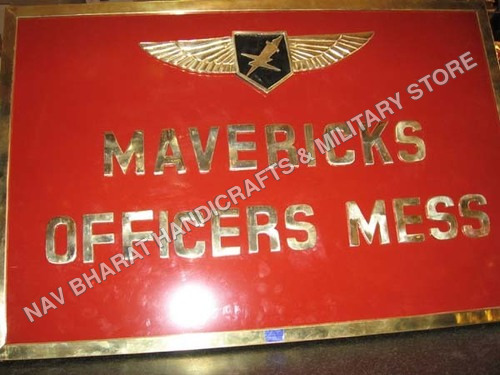 MAVERICKS
OFFICERS MESS
NAV BHARAT HANDICRAFTS & MILITARY STORE